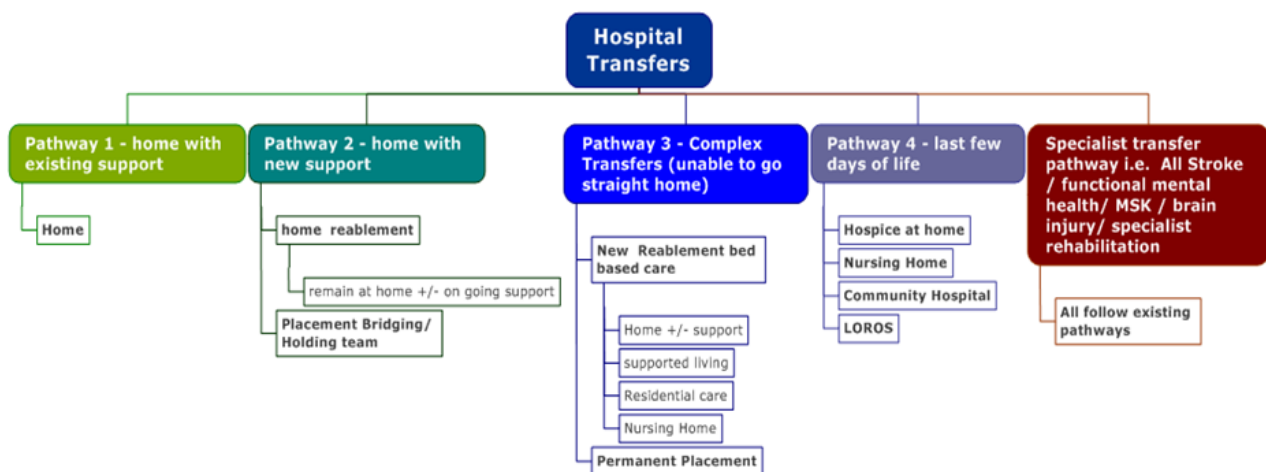 Hospital
Transfers
Pathway 1 - home with
existing support
Home
Pathway 2 - home with
new support
home reablement
remain at home +/- on going support
Placement Bridging/
Holding team
Pathway 3 - Complex
Transfers (unable to go
straight home)
New Reablement bed
based care
Home +/- support
supported living
Residential care
Nursing Home
Permanent Placement
Pathway 4 - last few
days of life
Hospice at home
Nursing Home
Community Hospital
LOROS
Specialist transfer
pathway i.e. All Stroke
/ functional mental
health/ MSK / brain
injury/ specialist
rehabilitation
All follow existing
pathways